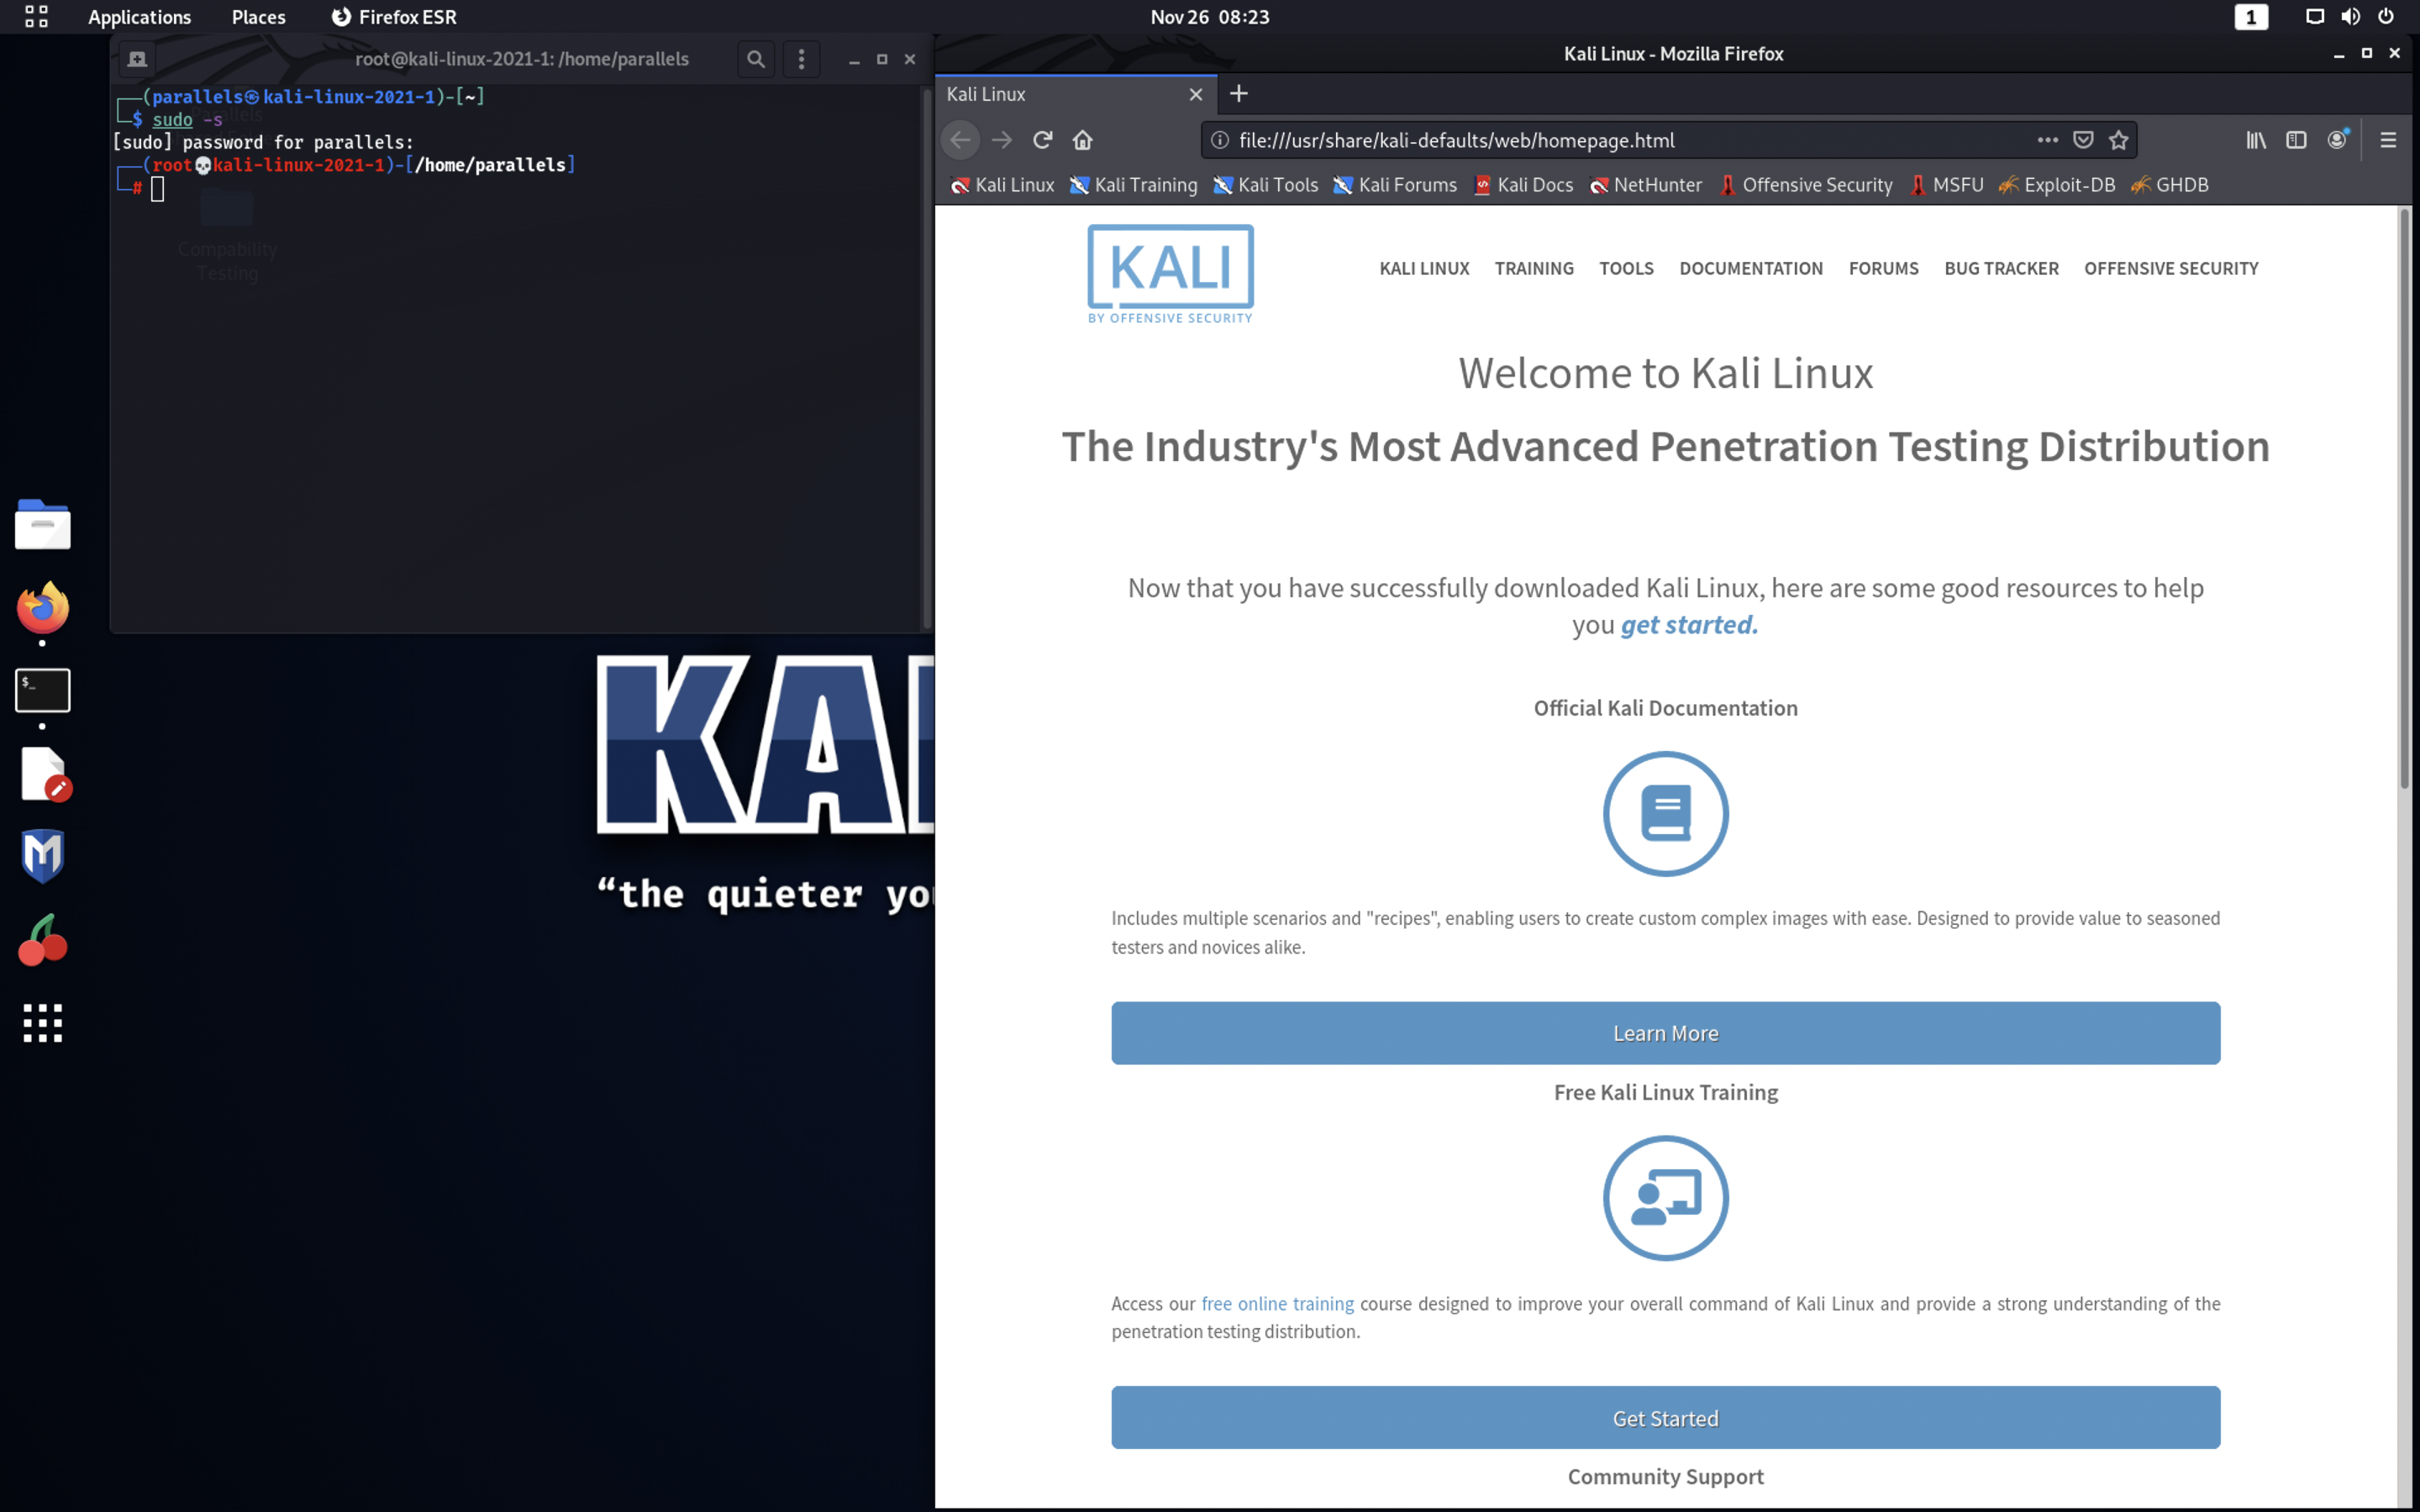 Applications Places Firefox ESR Nov 26 08:23 1
root@kali-linux-2021-1: /home/parallels
(parallels㉿kali-linux-2021-1)-[~]
$ sudo -s
[sudo] password for parallels:
(root💀kali-linux-2021-1)-[/home/parallels]
#
Compability
Testing
$_
KA
“the quieter yo
Kali Linux - Mozilla Firefox
Kali Linux
file:///usr/share/kali-defaults/web/homepage.html
Kali Linux Kali Training Kali Tools Kali Forums Kali Docs NetHunter Offensive Security MSFU Exploit-DB GHDB
KALI
BY OFFENSIVE SECURITY
KALI LINUX TRAINING TOOLS DOCUMENTATION FORUMS BUG TRACKER OFFENSIVE SECURITY
Welcome to Kali Linux
The Industry's Most Advanced Penetration Testing Distribution
Now that you have successfully downloaded Kali Linux, here are some good resources to help
you get started.
Official Kali Documentation
Includes multiple scenarios and "recipes", enabling users to create custom complex images with ease. Designed to provide value to seasoned
testers and novices alike.
Learn More
Free Kali Linux Training
Access our free online training course designed to improve your overall command of Kali Linux and provide a strong understanding of the
penetration testing distribution.
Get Started
Community Support